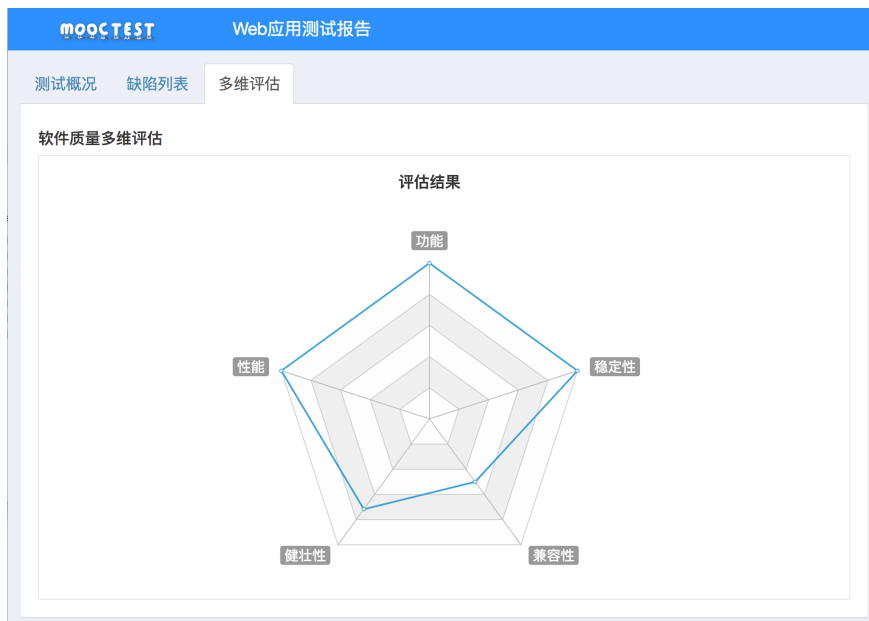 MOOCTEST Web应用测试报告
测试概况 缺陷列表 多维评估
软件质量多维评估
评估结果
功能
性能 稳定性
健壮性 兼容性